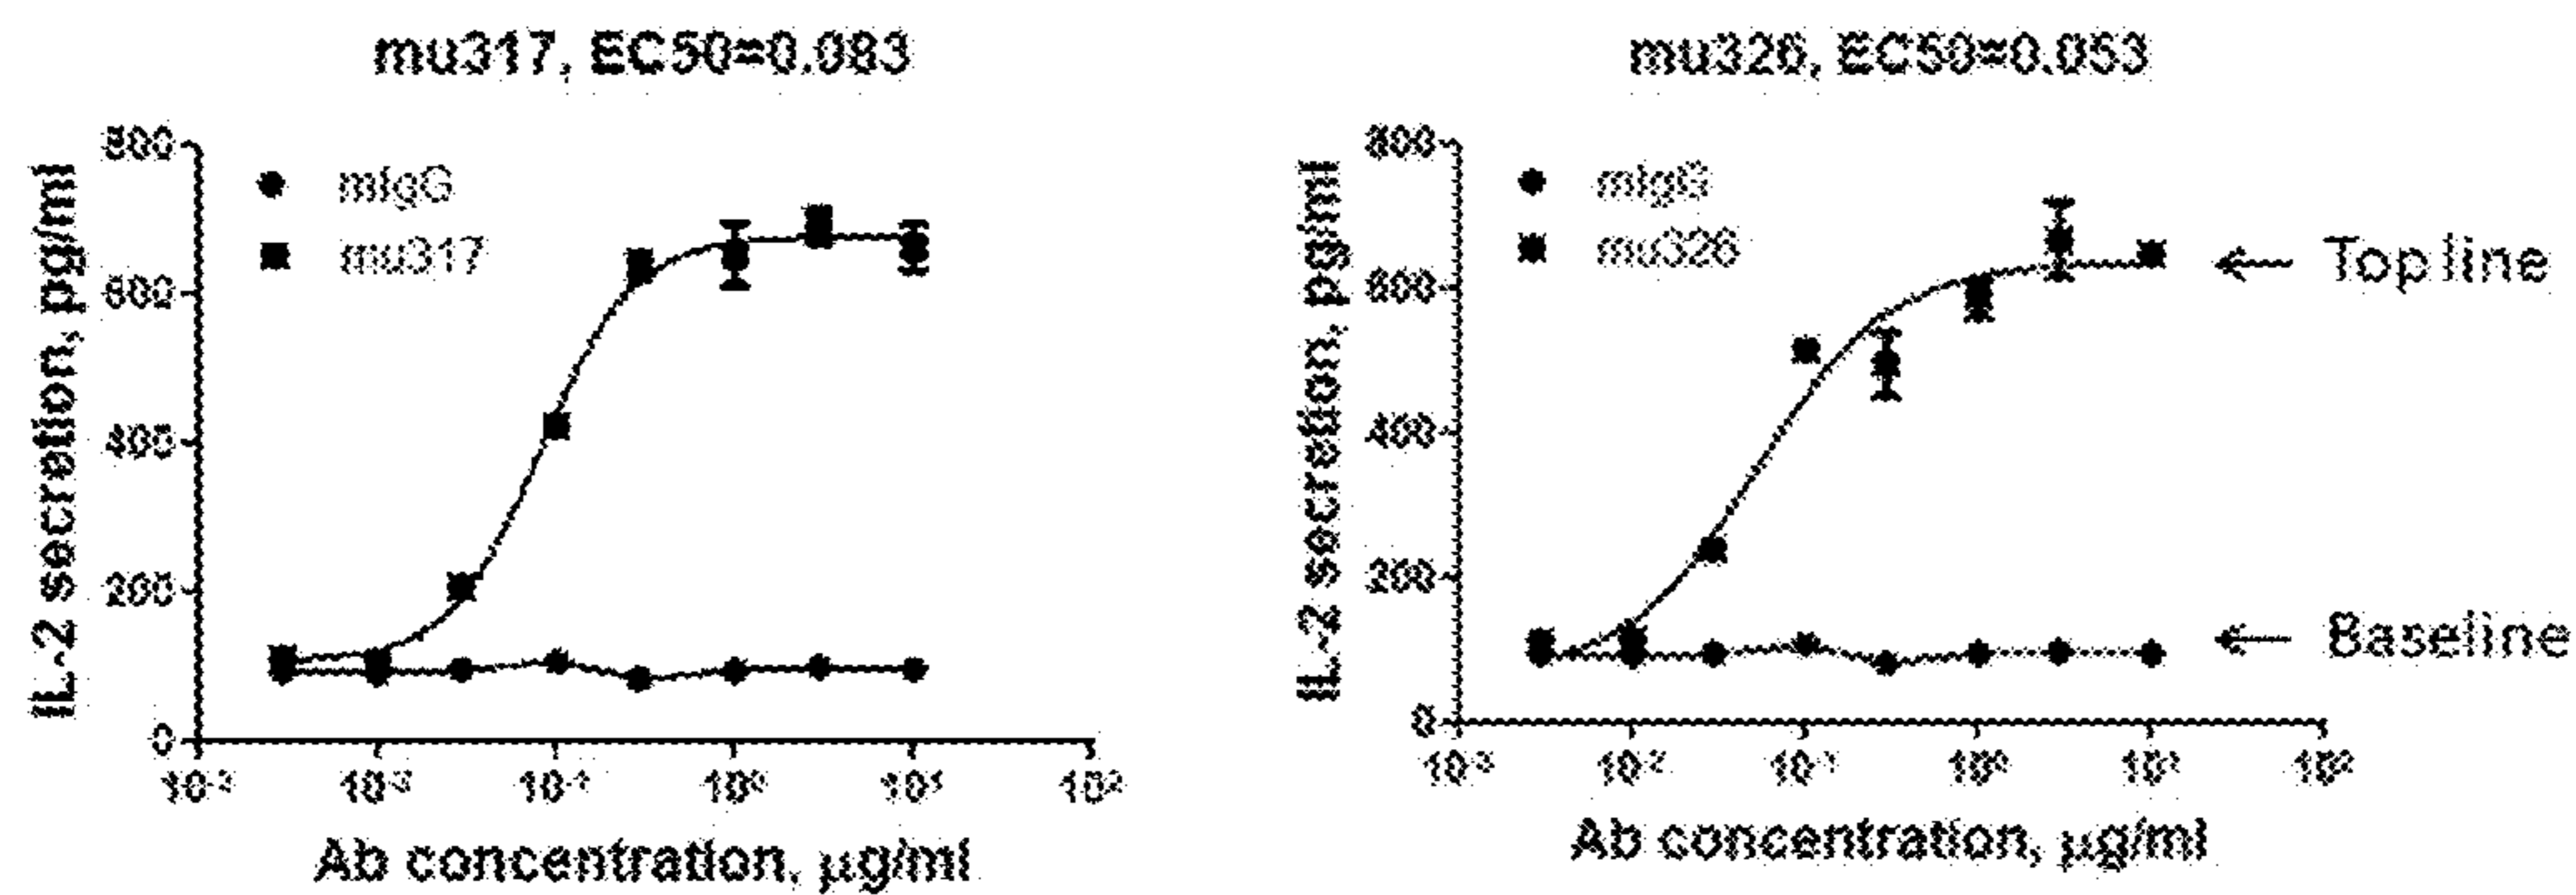 mu317, EC50=0.083
IL-2 secretion, pg/ml
800
600
400
200
0
mIgG
mu317
10⁻³
10⁻²
10⁻¹
10⁰
10¹
10²
Ab concentration, µg/ml
mu326, EC50=0.053
IL-2 secretion, pg/ml
800
600
400
200
0
mIgG
mu326
10⁻³
10⁻²
10⁻¹
10⁰
10¹
10²
Ab concentration, µg/ml
← Top line
← Baseline